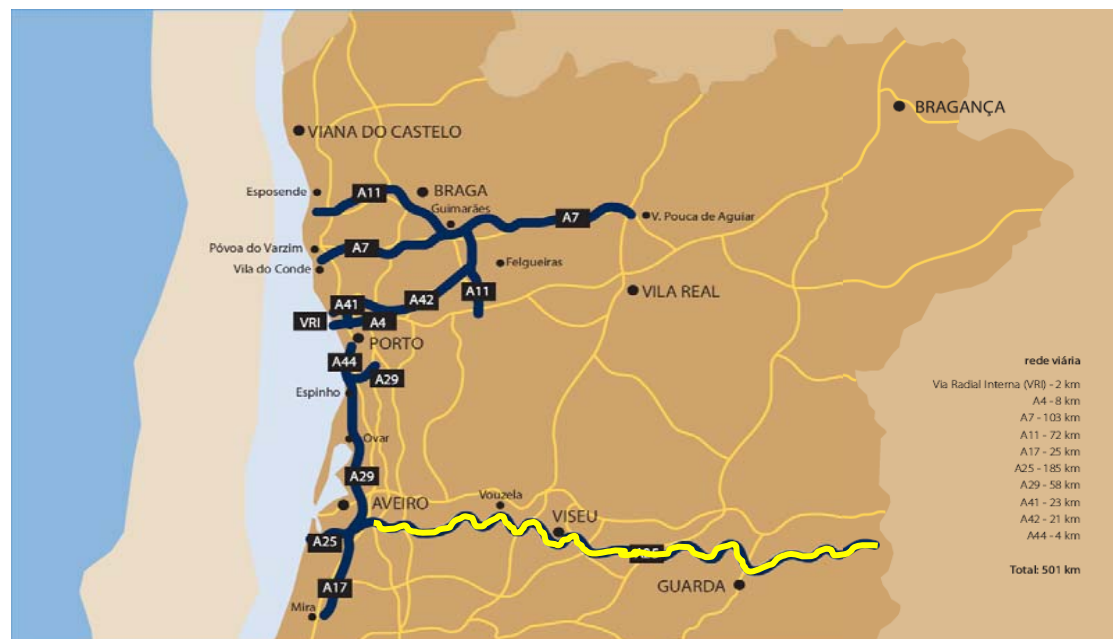 BRAGANÇA
VIANA DO CASTELO
Esposende
A11
BRAGA
Guimarães
A7
V. Pouca de Aguiar
Póvoa do Varzim
A7
Vila do Conde
Felgueiras
A11
A42
A41
VILA REAL
VRI
A4
PORTO
A44
A29
Espinho
Ovar
A29
AVEIRO
Vouzela
VISEU
A25
GUARDA
A17
Mira
rede viária
Via Radial Interna (VRI) - 2 km
A4 - 8 km
A7 - 103 km
A11 - 72 km
A17 - 25 km
A25 - 185 km
A29 - 58 km
A41 - 23 km
A42 - 21 km
A44 - 4 km
Total: 501 km